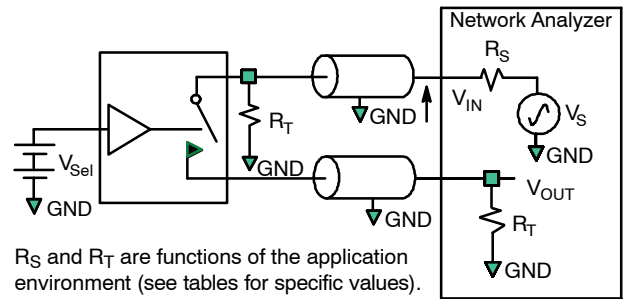 Network Analyzer
R_S
V_IN
V_S
GND
GND
R_T
GND
V_Sel
GND
GND
V_OUT
R_T
GND
R_S and R_T are functions of the application
environment (see tables for specific values).